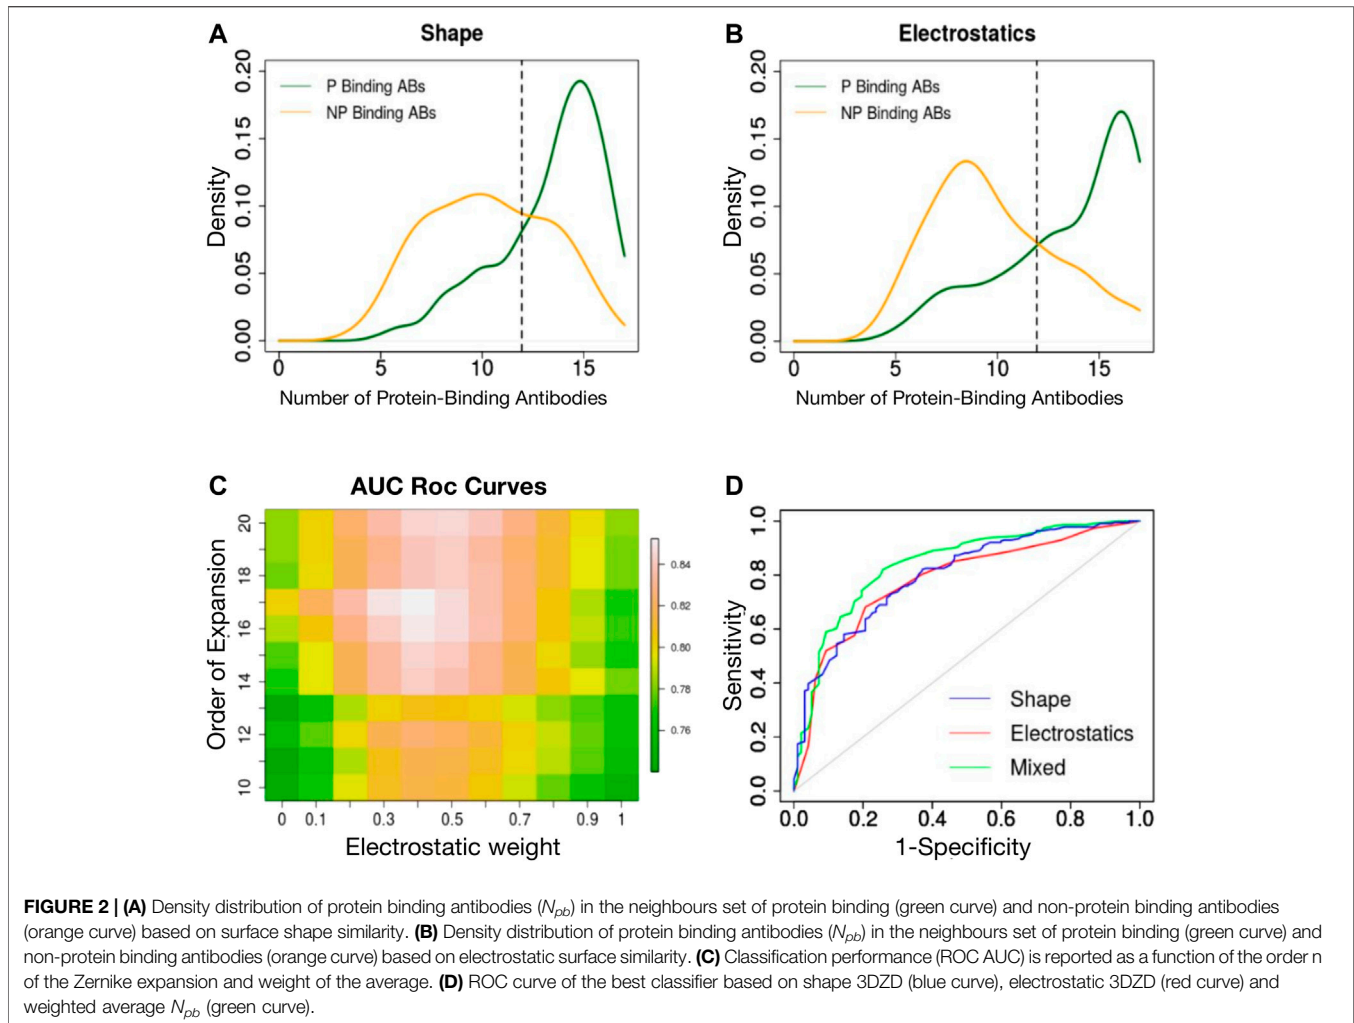 A
Shape
P Binding ABs
NP Binding ABs
Density
0.00 0.05 0.10 0.15 0.20
0 5 10 15
Number of Protein-Binding Antibodies
B
Electrostatics
P Binding ABs
NP Binding ABs
Density
0.00 0.05 0.10 0.15 0.20
0 5 10 15
Number of Protein-Binding Antibodies
C
AUC Roc Curves
Order of Expansion
10 12 14 16 18 20
0 0.1 0.3 0.5 0.7 0.9 1
Electrostatic weight
0.84
0.82
0.80
0.78
0.76
D
Sensitivity
0.0 0.2 0.4 0.6 0.8 1.0
Shape
Electrostatics
Mixed
0.0 0.2 0.4 0.6 0.8 1.0
1-Specificity
FIGURE 2 | (A) Density distribution of protein binding antibodies (Npb) in the neighbours set of protein binding (green curve) and non-protein binding antibodies
(orange curve) based on surface shape similarity. (B) Density distribution of protein binding antibodies (Npb) in the neighbours set of protein binding (green curve) and
non-protein binding antibodies (orange curve) based on electrostatic surface similarity. (C) Classification performance (ROC AUC) is reported as a function of the order n
of the Zernike expansion and weight of the average. (D) ROC curve of the best classifier based on shape 3DZD (blue curve), electrostatic 3DZD (red curve) and
weighted average Npb (green curve).